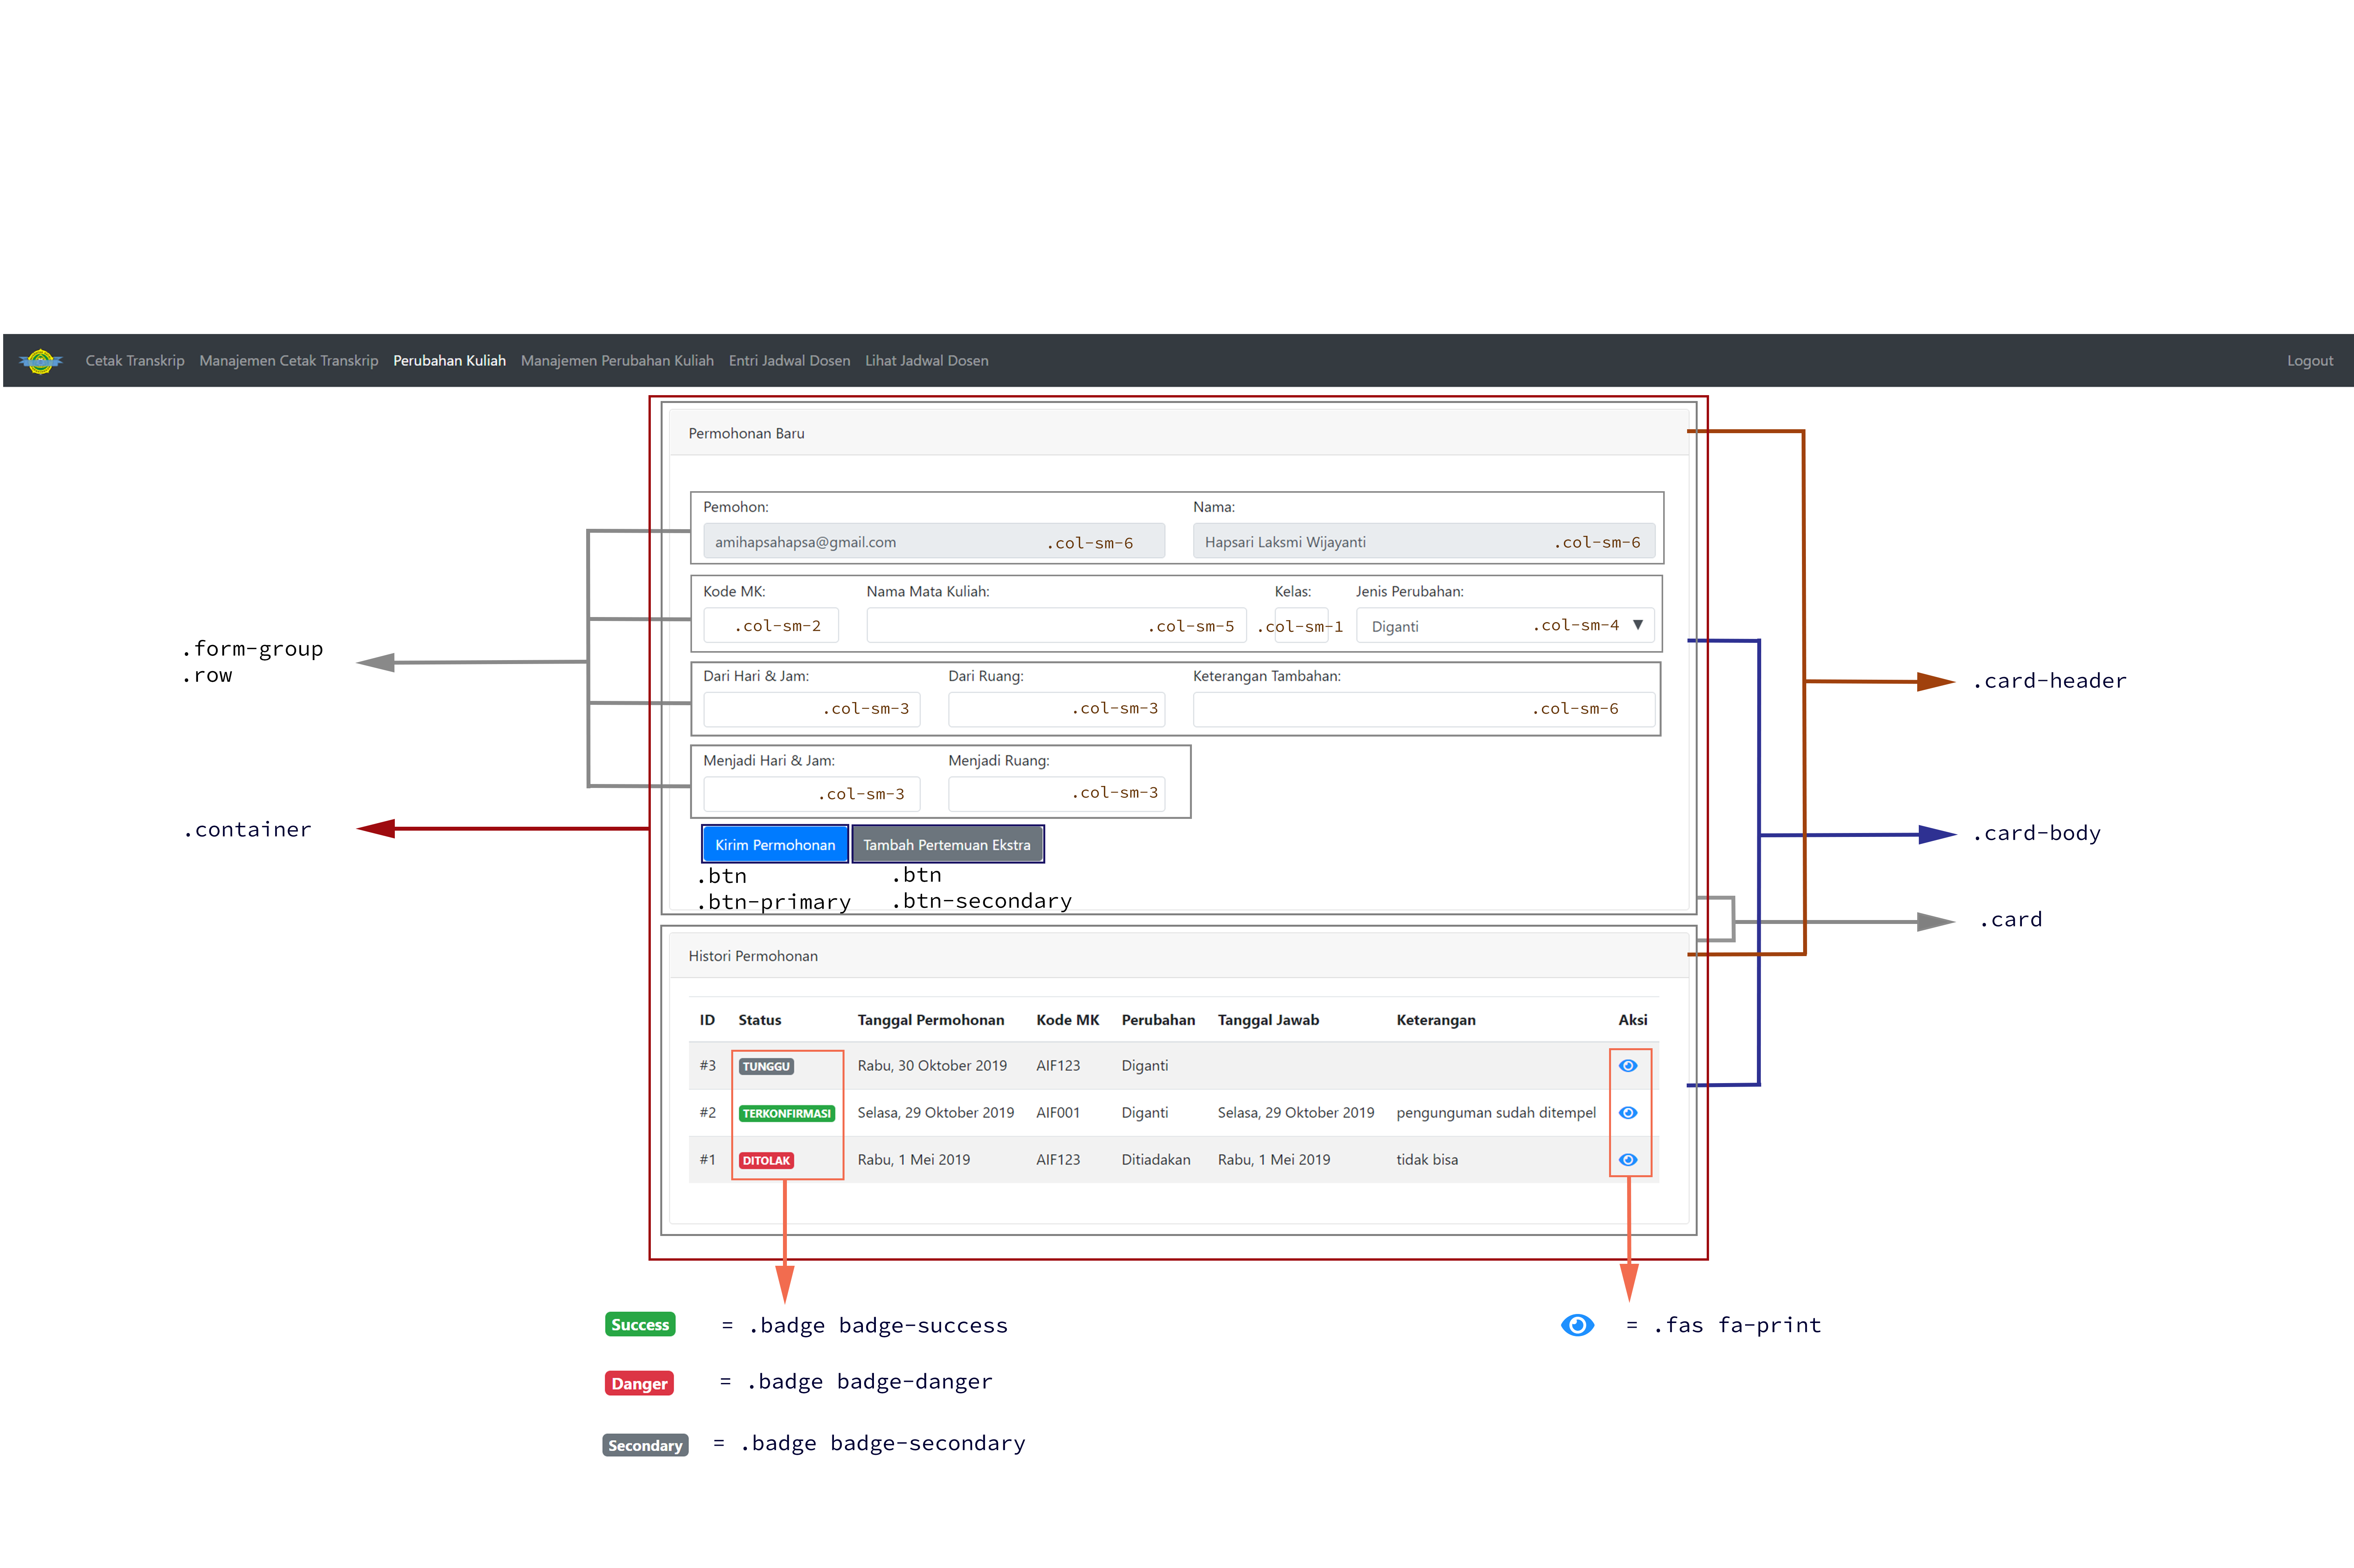 Cetak Transkrip Manajemen Cetak Transkrip Perubahan Kuliah Manajemen Perubahan Kuliah Entri Jadwal Dosen Lihat Jadwal Dosen Logout
Permohonan Baru
Pemohon: Nama:
amihapsahapsa@gmail.com .col-sm-6 Hapsari Laksmi Wijayanti .col-sm-6
Kode MK: Nama Mata Kuliah: Kelas: Jenis Perubahan:
.col-sm-2 .col-sm-5 .col-sm-1 Diganti .col-sm-4
Dari Hari & Jam: Dari Ruang: Keterangan Tambahan:
.col-sm-3 .col-sm-3 .col-sm-6
Menjadi Hari & Jam: Menjadi Ruang:
.col-sm-3 .col-sm-3
Kirim Permohonan Tambah Pertemuan Ekstra
.btn .btn
.btn-primary .btn-secondary
.form-group
.row
.container
.card-header
.card-body
.card
Histori Permohonan
ID Status Tanggal Permohonan Kode MK Perubahan Tanggal Jawab Keterangan Aksi
#3 TUNGGU Rabu, 30 Oktober 2019 AIF123 Diganti
#2 TERKONFIRMASI Selasa, 29 Oktober 2019 AIF001 Diganti Selasa, 29 Oktober 2019 pengunguman sudah ditempel
#1 DITOLAK Rabu, 1 Mei 2019 AIF123 Ditiadakan Rabu, 1 Mei 2019 tidak bisa
Success = .badge badge-success
= .fas fa-print
Danger = .badge badge-danger
Secondary = .badge badge-secondary